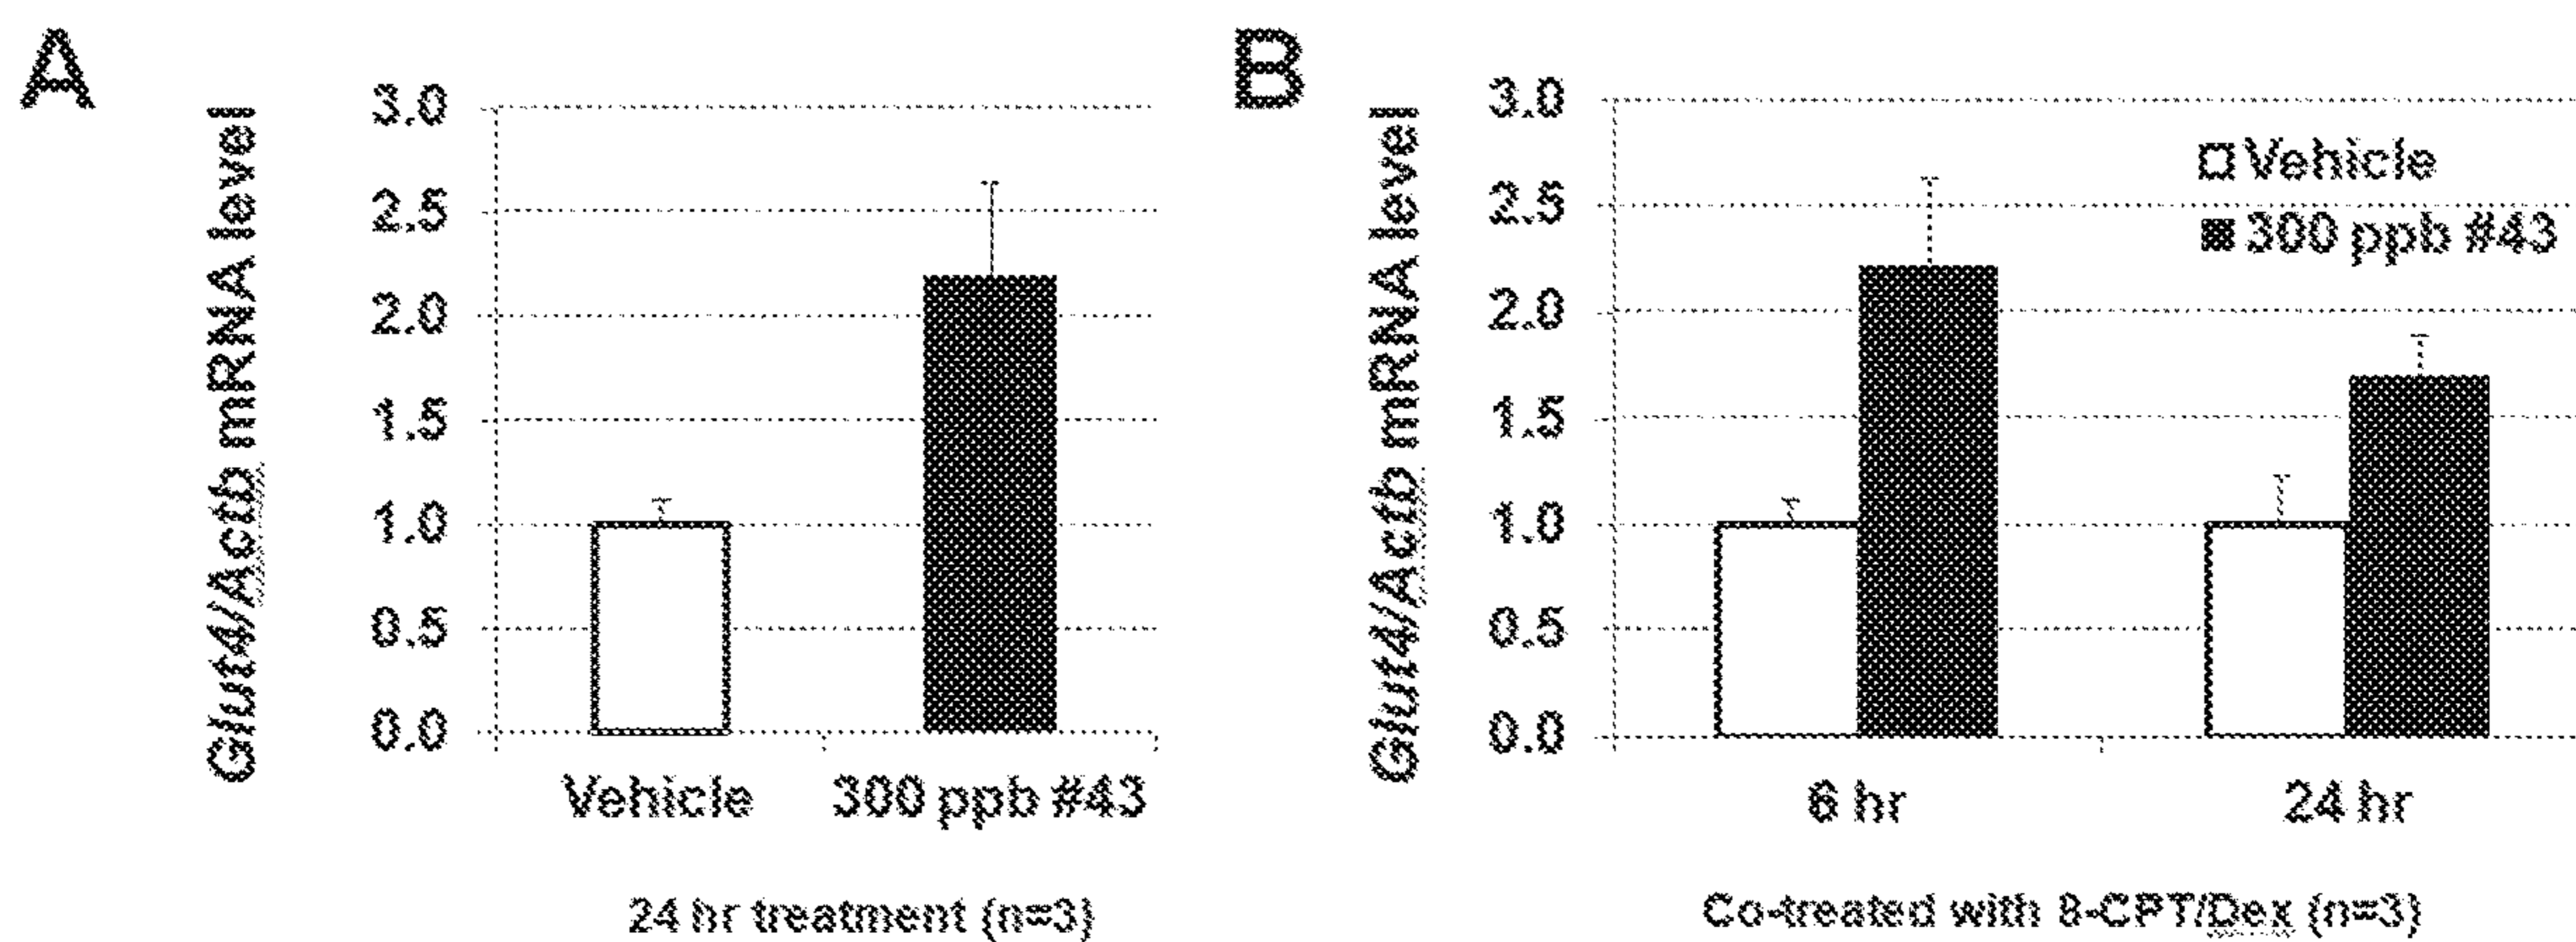 A
Glut4/Actb mRNA level
3.0
2.5
2.0
1.5
1.0
0.5
0.0
Vehicle 300 ppb #43
24 hr treatment (n=3)
B
Glut4/Actb mRNA level
3.0
2.5
2.0
1.5
1.0
0.5
0.0
Vehicle
300 ppb #43
6 hr 24 hr
Co-treated with 8-CPT/Dex (n=3)